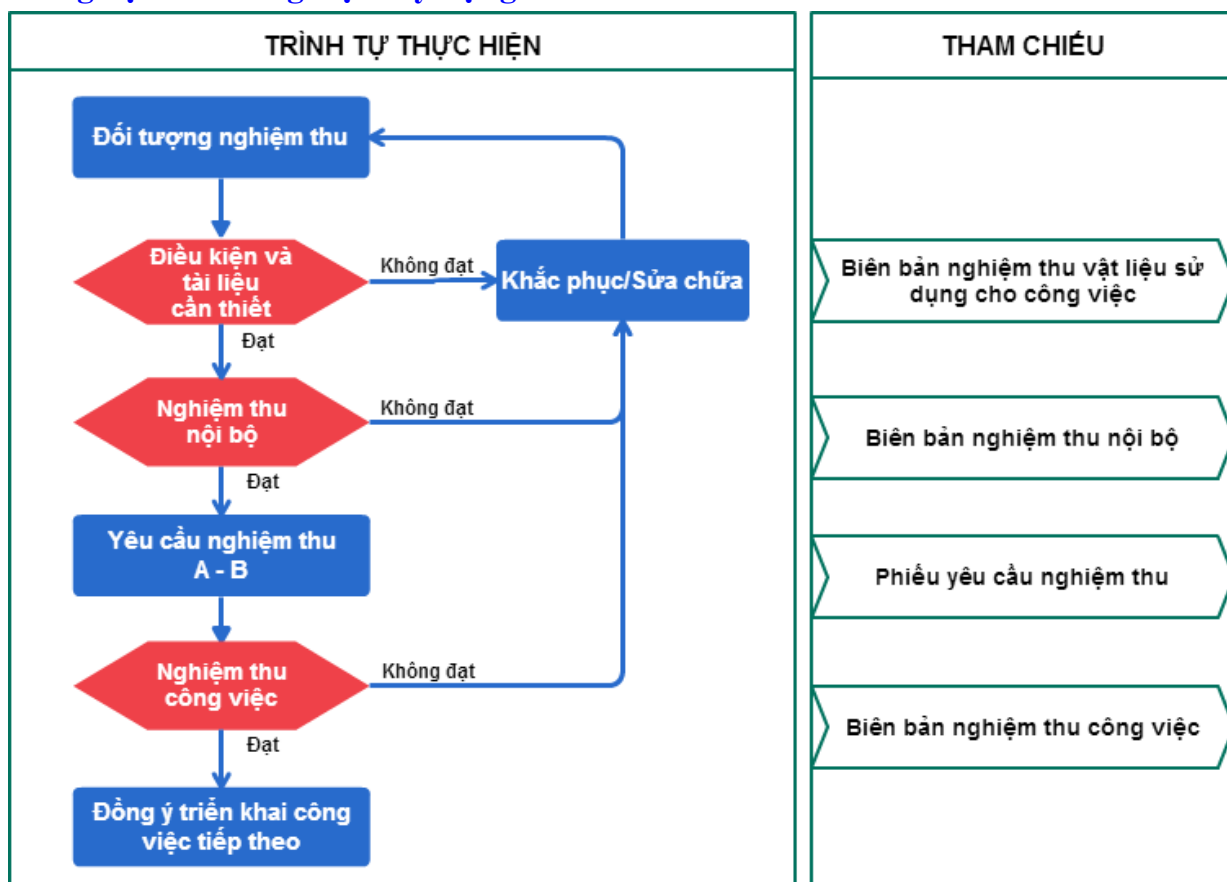 TRÌNH TỰ THỰC HIỆN
THAM CHIẾU
Đối tượng nghiệm thu
Điều kiện và
tài liệu
cần thiết
Không đạt
Khắc phục/Sửa chữa
Biên bản nghiệm thu vật liệu sử
dụng cho công việc
Đạt
Nghiệm thu
nội bộ
Không đạt
Biên bản nghiệm thu nội bộ
Đạt
Yêu cầu nghiệm thu
A - B
Phiếu yêu cầu nghiệm thu
Nghiệm thu
công việc
Không đạt
Biên bản nghiệm thu công việc
Đạt
Đồng ý triển khai công
việc tiếp theo